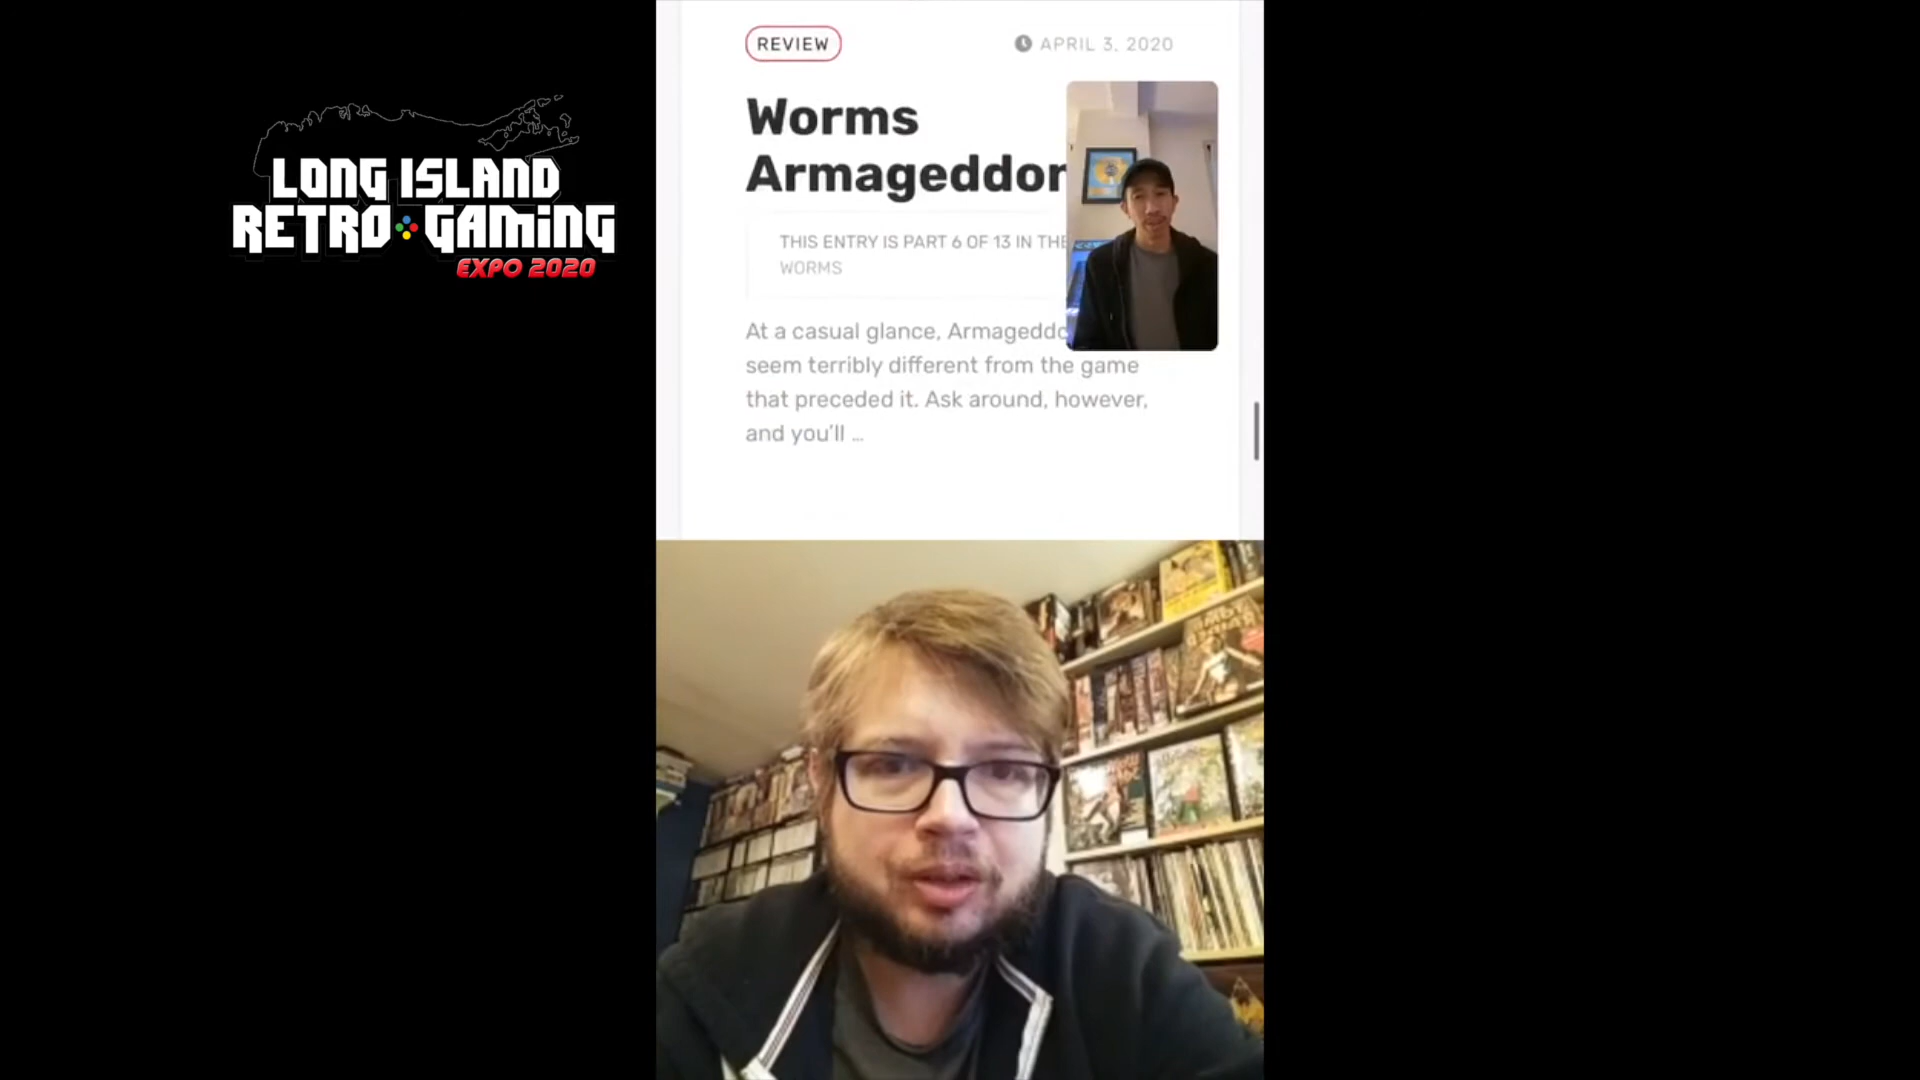 LONG ISLAND
RETRO GAMING
EXPO 2020
REVIEW
APRIL 3, 2020
Worms
Armageddon
THIS ENTRY IS PART 6 OF 13 IN THE
WORMS
At a casual glance,
seem terribly different from the game
that preceded it. Ask around, however,
and you'll ...